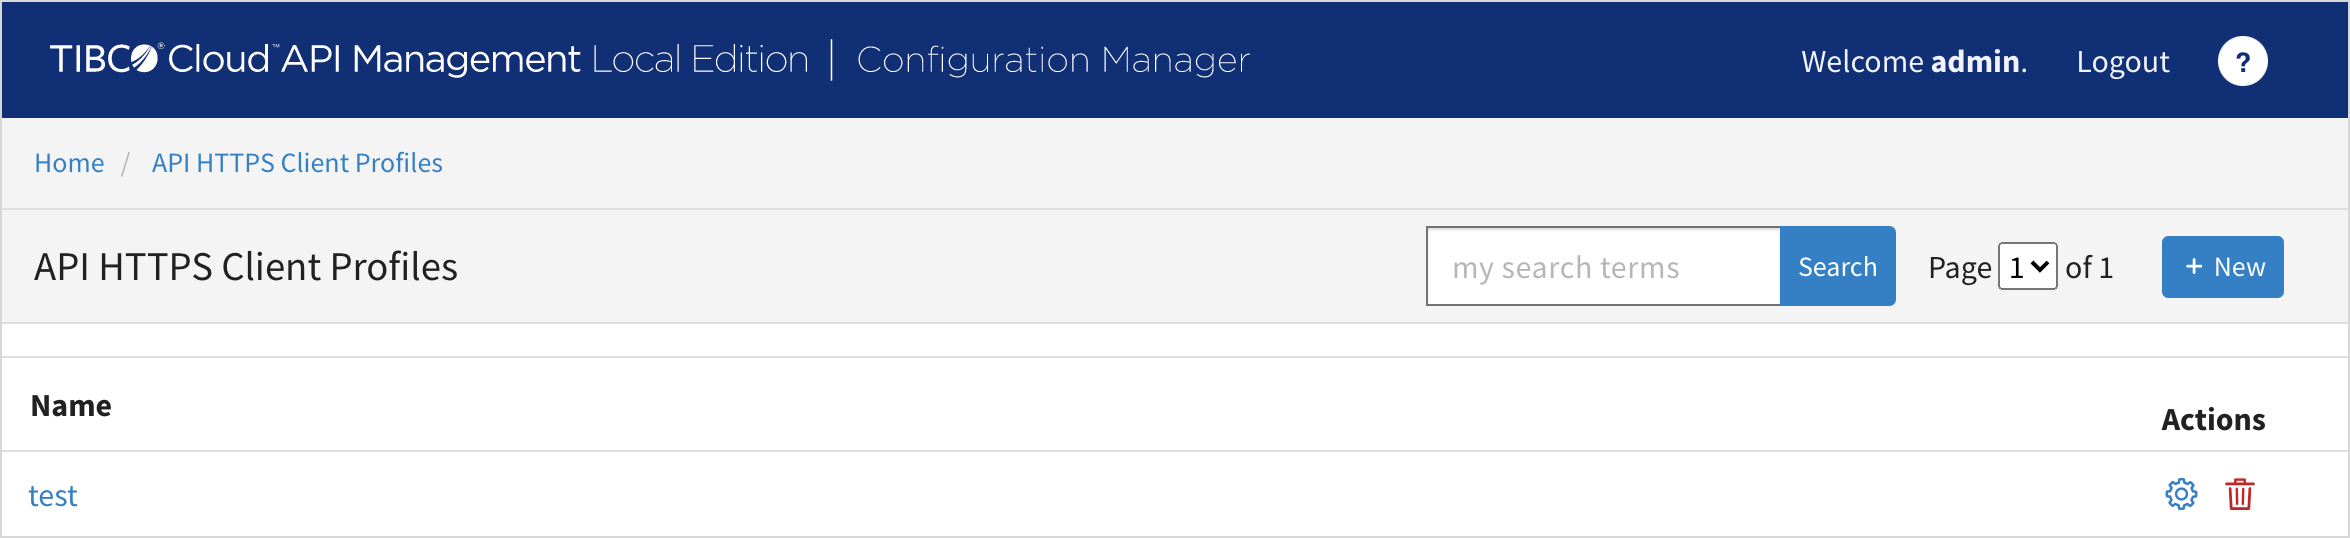 TIBCO® Cloud™ API Management Local Edition | Configuration Manager
Welcome admin. Logout ?
Home / API HTTPS Client Profiles
API HTTPS Client Profiles my search terms Search Page 1 of 1 + New
Name Actions
test